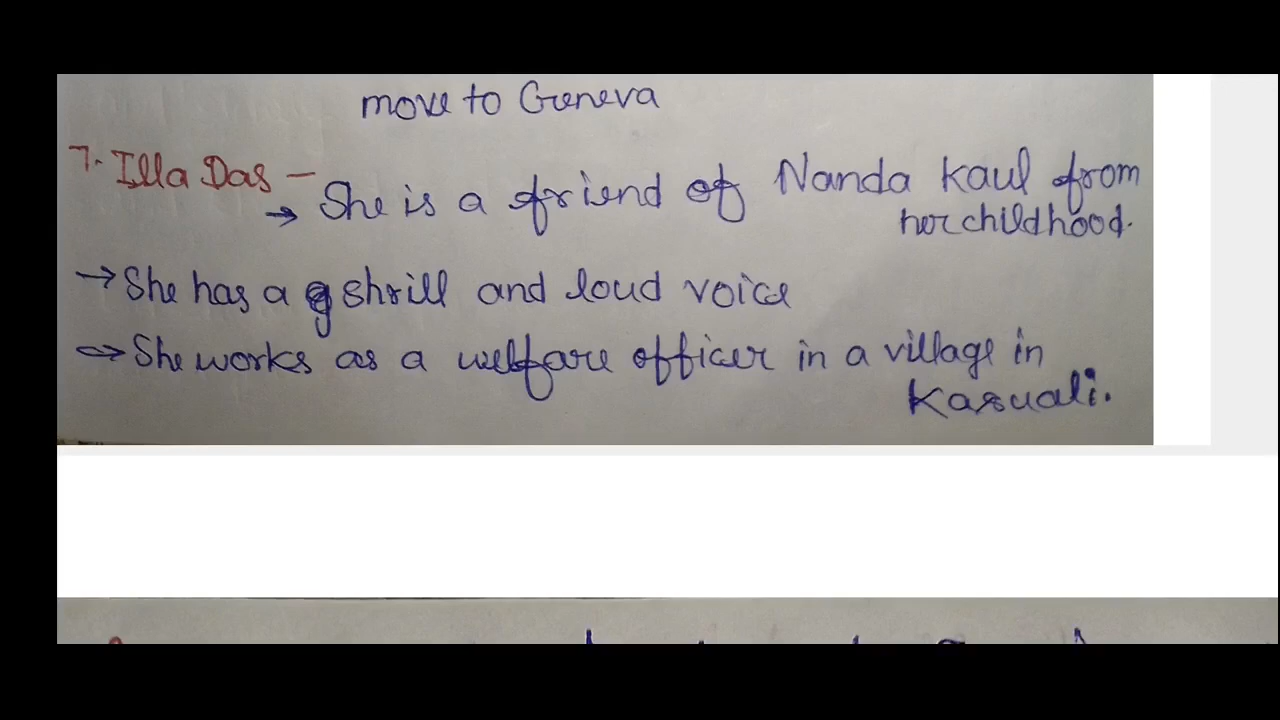 move to Geneva
7. Illa Das –
→ She is a friend of Nanda Kaul from
her childhood.
→ She has a shrill and loud voice
⇒ She works as a welfare officer in a village in
Kasuali.